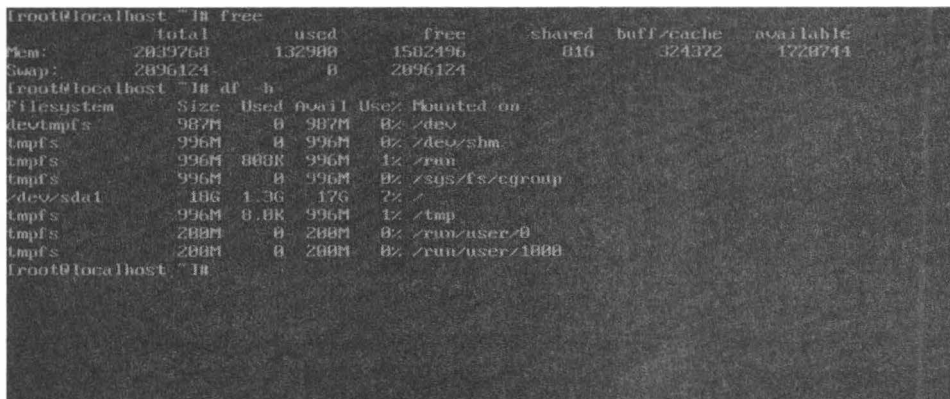 [root@localhost ~]# free
total used free shared buff/cache available
Mem: 2039768 132900 1582496 816 324372 1720744
Swap: 2096124 0 2096124
[root@localhost ~]# df -h
Filesystem Size Used Avail Use% Mounted on
devtmpfs 987M 0 987M 0% /dev
tmpfs 996M 0 996M 0% /dev/shm
tmpfs 996M 808K 996M 1% /run
tmpfs 996M 0 996M 0% /sys/fs/cgroup
/dev/sda1 18G 1.3G 17G 7% /
tmpfs 996M 8.0K 996M 1% /tmp
tmpfs 200M 0 200M 0% /run/user/0
tmpfs 200M 0 200M 0% /run/user/1000
[root@localhost ~]#